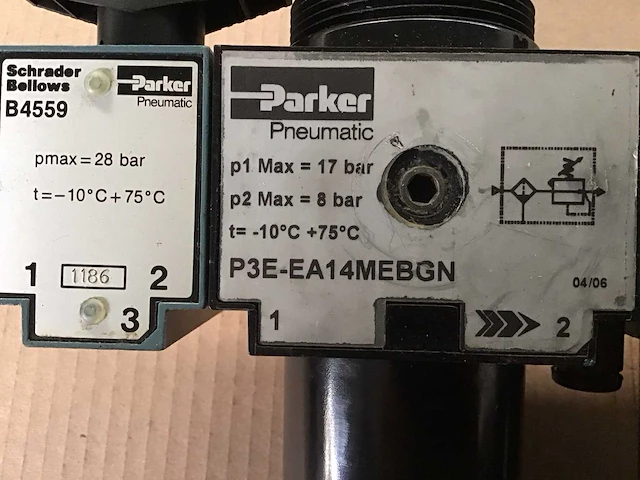 Schrader
Bellows
B4559
Parker
Pneumatic
pmax=28 bar
t=-10°C+75°C
1 1186 2
3
Parker
Pneumatic
p1 Max = 17 bar
p2 Max = 8 bar
t= -10°C +75°C
P3E-EA14MEBGN
04/06
1 2